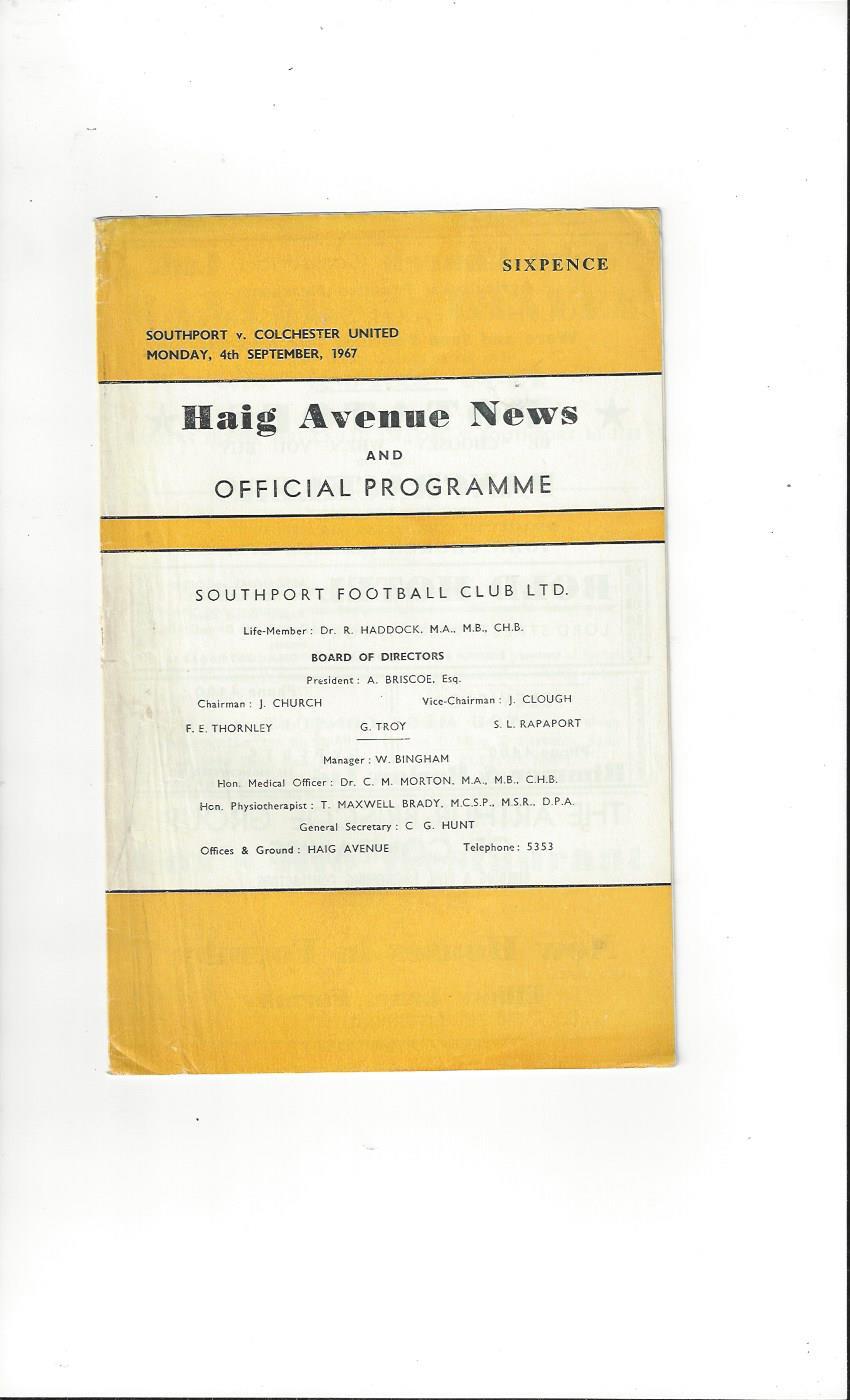 SIXPENCE
SOUTHPORT v. COLCHESTER UNITED
MONDAY, 4th SEPTEMBER, 1967
Haig Avenue News
AND
OFFICIAL PROGRAMME
SOUTHPORT FOOTBALL CLUB LTD.
Life-Member : Dr. R. HADDOCK, M.A., M.B., CH.B.
BOARD OF DIRECTORS
President : A. BRISCOE, Esq.
Chairman : J. CHURCH Vice-Chairman : J. CLOUGH
F. E. THORNLEY G. TROY S. L. RAPAPORT
Manager : W. BINGHAM
Hon. Medical Officer : Dr. C. M. MORTON, M.A., M.B., C.H.B.
Hon. Physiotherapist : T. MAXWELL BRADY, M.C.S.P., M.S.R., D.P.A.
General Secretary : C G. HUNT
Offices & Ground : HAIG AVENUE Telephone : 5353